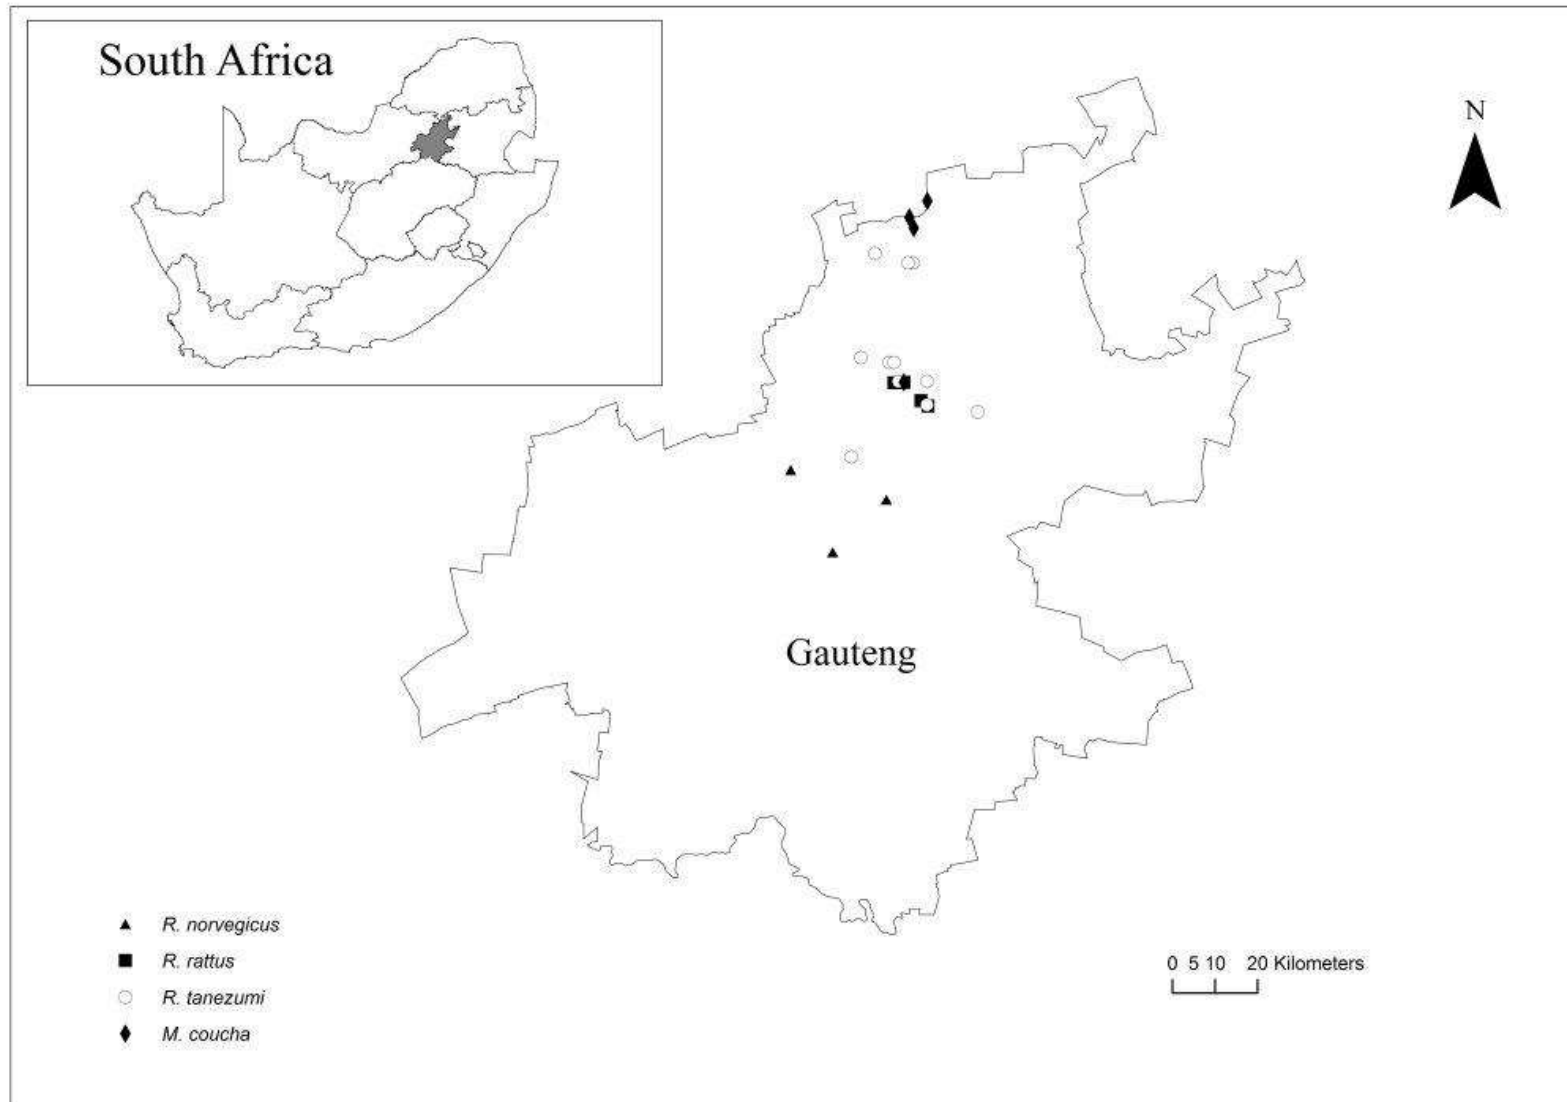 South Africa
N
Gauteng
R. norvegicus
R. rattus
R. tanezumi
M. coucha
0 5 10 20 Kilometers